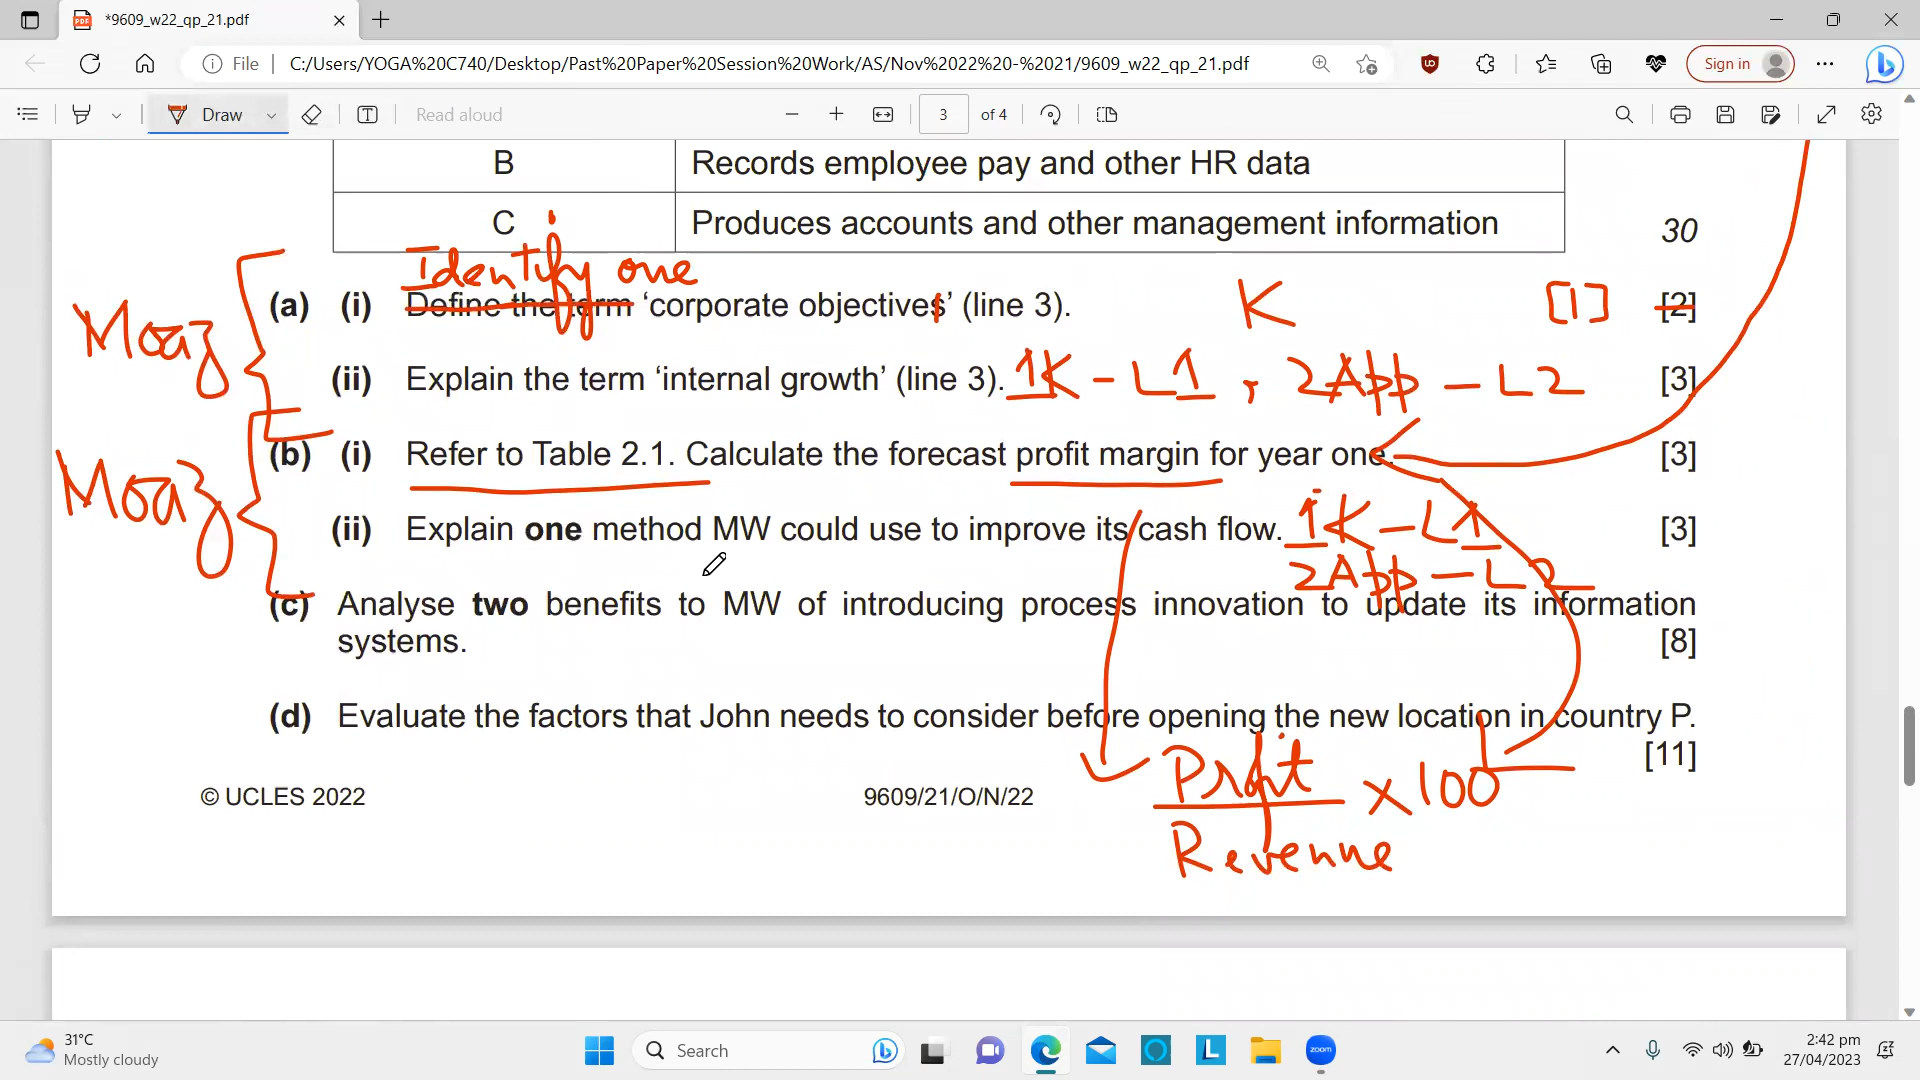 *9609_w22_qp_21.pdf
File C:/Users/YOGA%20C740/Desktop/Past%20Paper%20Session%20Work/AS/Nov%2022%20-%2021/9609_w22_qp_21.pdf Sign in
Draw Read aloud 3 of 4
B Records employee pay and other HR data
C Produces accounts and other management information 30
Identify one
(a) (i) Define the term ‘corporate objectives’ (line 3). K [1] [2]
Moaz
(ii) Explain the term ‘internal growth’ (line 3). 1K – L1, 2App – L2 [3]
(b) (i) Refer to Table 2.1. Calculate the forecast profit margin for year one. [3]
Moaz
(ii) Explain one method MW could use to improve its cash flow. 1K – L1 [3]
2App – L2
(c) Analyse two benefits to MW of introducing process innovation to update its information
systems. [8]
(d) Evaluate the factors that John needs to consider before opening the new location in country P.
[11]
Profit × 100
Revenue
© UCLES 2022 9609/21/O/N/22
31°C
Mostly cloudy
Search
zoom
2:42 pm
27/04/2023